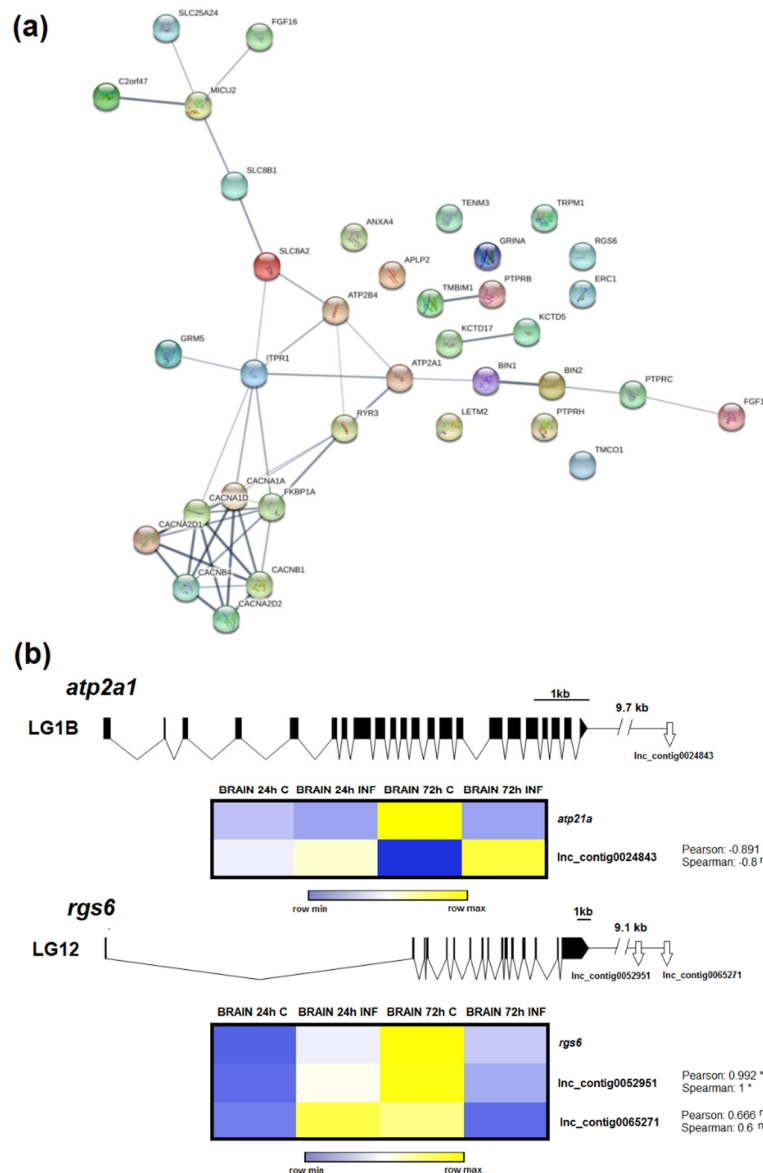 (a)
SLC25A24
FGF16
C2orf47
MICU2
SLC8B1
TENM3
TRPM1
ANXA4
GRINA
RGS6
SLC8A2
APLP2
PTPRB
ERC1
TMBIM1
ATP2B4
KCTD5
KCTD17
GRM5
ITPR1
ATP2A1
BIN1
BIN2
PTPRC
FGF1
RYR3
LETM2
PTPRH
TMCO1
CACNA1A
FKBP1A
CACNA1D
CACNA2D1
CACNB4
CACNB1
CACNA2D2
(b)
atp2a1
1kb
9.7 kb
LG1B
lnc_contig0024843
BRAIN 24h C BRAIN 24h INF BRAIN 72h C BRAIN 72h INF
atp21a
lnc_contig0024843
Pearson: -0.891
Spearman: -0.8 n
row min
row max
rgs6
1kb
9.1 kb
LG12
lnc_contig0052951
lnc_contig0065271
BRAIN 24h C BRAIN 24h INF BRAIN 72h C BRAIN 72h INF
rgs6
lnc_contig0052951
Pearson: 0.992 *
Spearman: 1 *
lnc_contig0065271
Pearson: 0.666 n
Spearman: 0.6 n
row min
row max